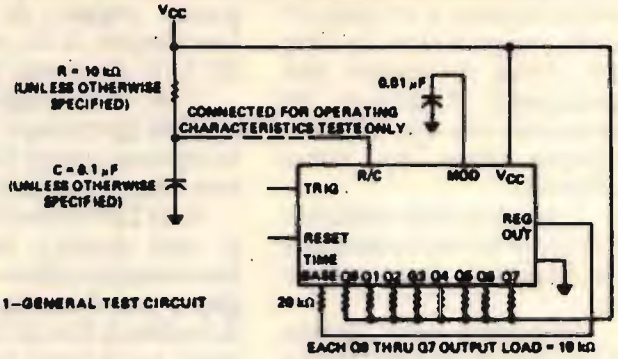 VCC
R = 10 kΩ
(UNLESS OTHERWISE
SPECIFIED)
0.01 µF
CONNECTED FOR OPERATING
CHARACTERISTICS TESTS ONLY
C = 0.1 µF
(UNLESS OTHERWISE
SPECIFIED)
R/C MOD VCC
TRIG
REG
OUT
RESET
TIME
BASE Q0 Q1 Q2 Q3 Q4 Q5 Q6 Q7
1–GENERAL TEST CIRCUIT
20 kΩ
EACH Q0 THRU Q7 OUTPUT LOAD = 10 kΩ